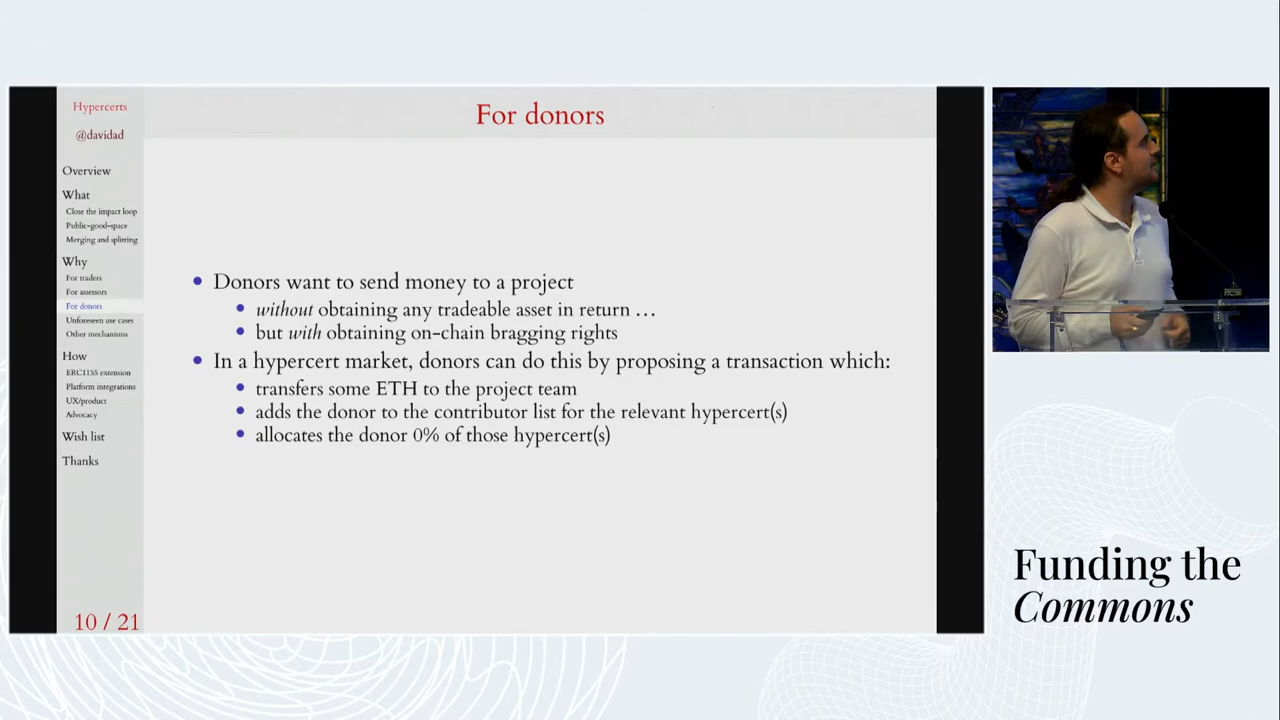 Hypercerts
@davidad
Overview
What
Close the impact loop
Public-good-space
Merging and splitting
Why
For traders
For assessors
For donors
Unforeseen use cases
Other mechanisms
How
ERC1155 extension
Platform integrations
UX/product
Advocacy
Wish list
Thanks
10 / 21
For donors
Donors want to send money to a project
without obtaining any tradeable asset in return …
but with obtaining on-chain bragging rights
In a hypercert market, donors can do this by proposing a transaction which:
transfers some ETH to the project team
adds the donor to the contributor list for the relevant hypercert(s)
allocates the donor 0% of those hypercert(s)
Funding the
Commons